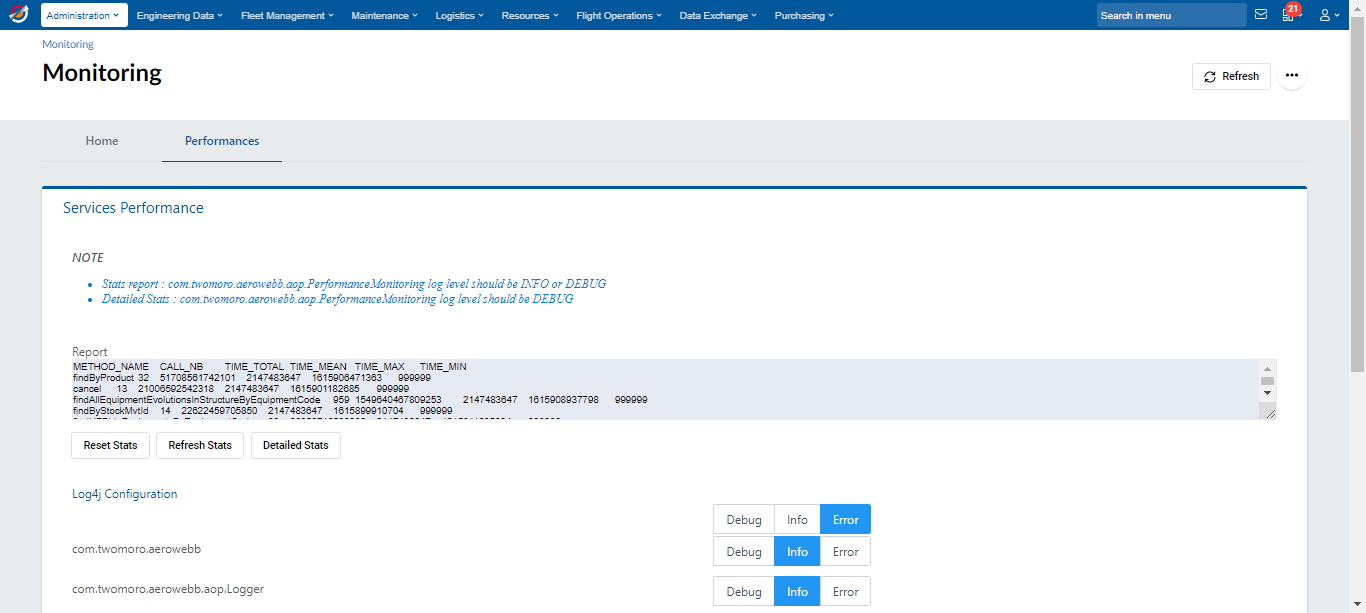 Administration Engineering Data Fleet Management Maintenance Logistics Resources Flight Operations Data Exchange Purchasing Search in menu 21
Monitoring
Monitoring
Refresh
Home Performances
Services Performance
NOTE
Stats report : com.twomoro.aerowebb.aop.PerformanceMonitoring log level should be INFO or DEBUG
Detailed Stats : com.twomoro.aerowebb.aop.PerformanceMonitoring log level should be DEBUG
Report
METHOD_NAME CALL_NB TIME_TOTAL TIME_MEAN TIME_MAX TIME_MIN
findByProduct 32 51708561742101 2147483647 1615906471363 999999
cancel 13 21006592542318 2147483647 1615901182685 999999
findAllEquipmentEvolutionsInStructureByEquipmentCode 959 1549640467809253 2147483647 1615908937798 999999
findByStockMvtId 14 22622459705850 2147483647 1615899910704 999999
Reset Stats Refresh Stats Detailed Stats
Log4j Configuration
Debug Info Error
com.twomoro.aerowebb Debug Info Error
com.twomoro.aerowebb.aop.Logger Debug Info Error